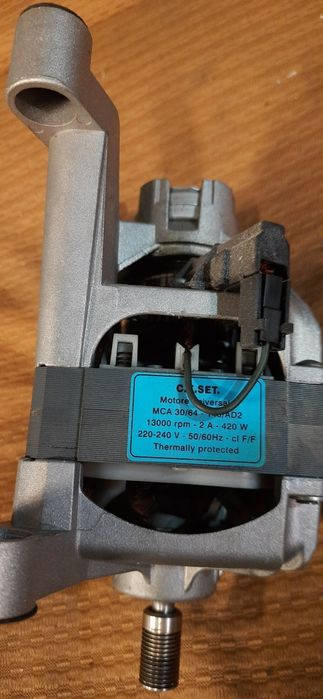 C.E.SET.
Motore universale
MCA 30/64 - 148/AD2
13000 rpm - 2 A - 420 W
220-240 V - 50/60Hz - cl F/F
Thermally protected